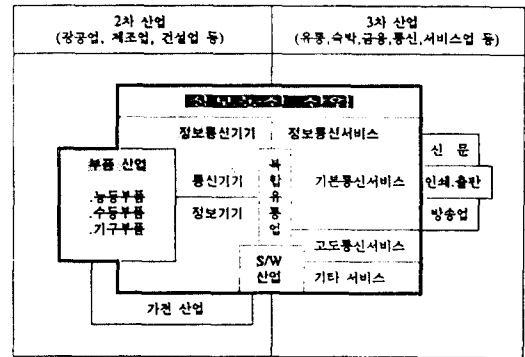 2차 산업
(광공업, 제조업, 건설업 등)
3차 산업
(유통,숙박,금융,통신,서비스업 등)
정보통신기기
정보통신서비스
부품 산업
.능동부품
.수동부품
.기구부품
통신기기
정보기기
복합유통업
기본통신서비스
신 문
인쇄.출판
방송업
고도통신서비스
S/W
산업
기타 서비스
가전 산업